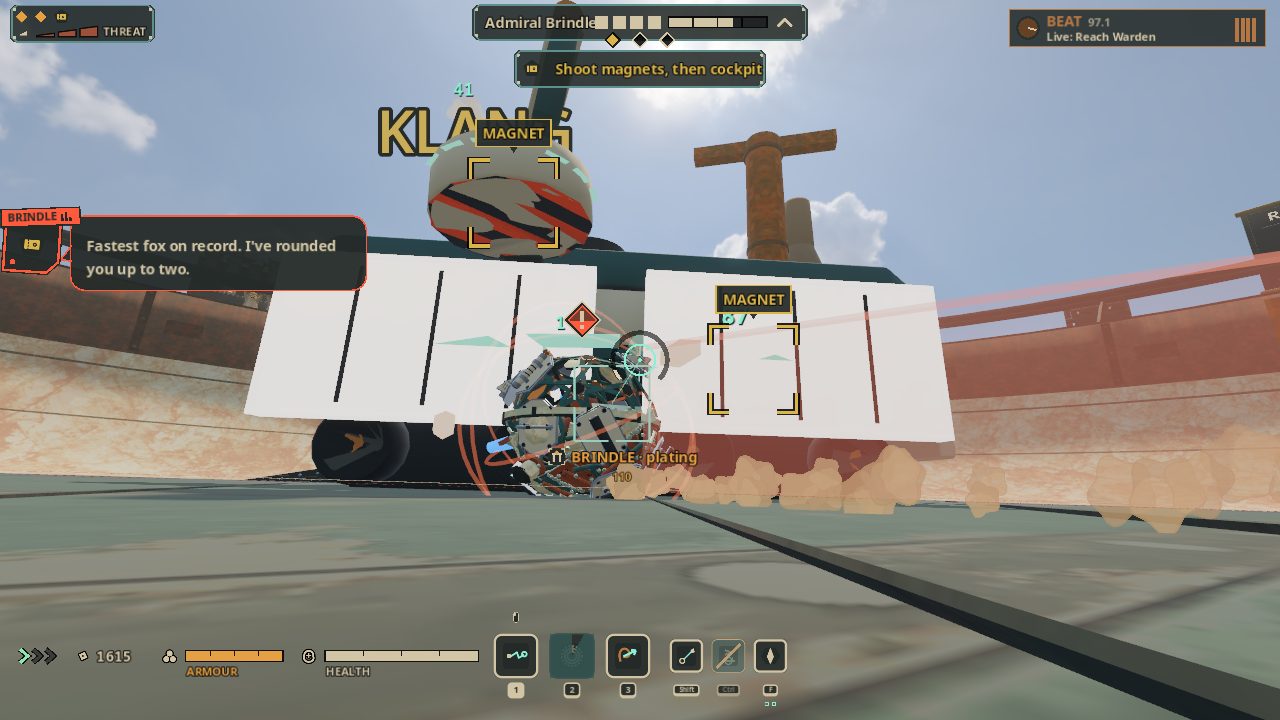 THREAT
Admiral Brindle
Shoot magnets, then cockpit
BEAT 97.1
Live: Reach Warden
41
KLANG
MAGNET
BRINDLE
Fastest fox on record. I've rounded
you up to two.
MAGNET
1
BRINDLE · plating
110
1615
ARMOUR
HEALTH
1
2
3
Shift
Ctrl
F